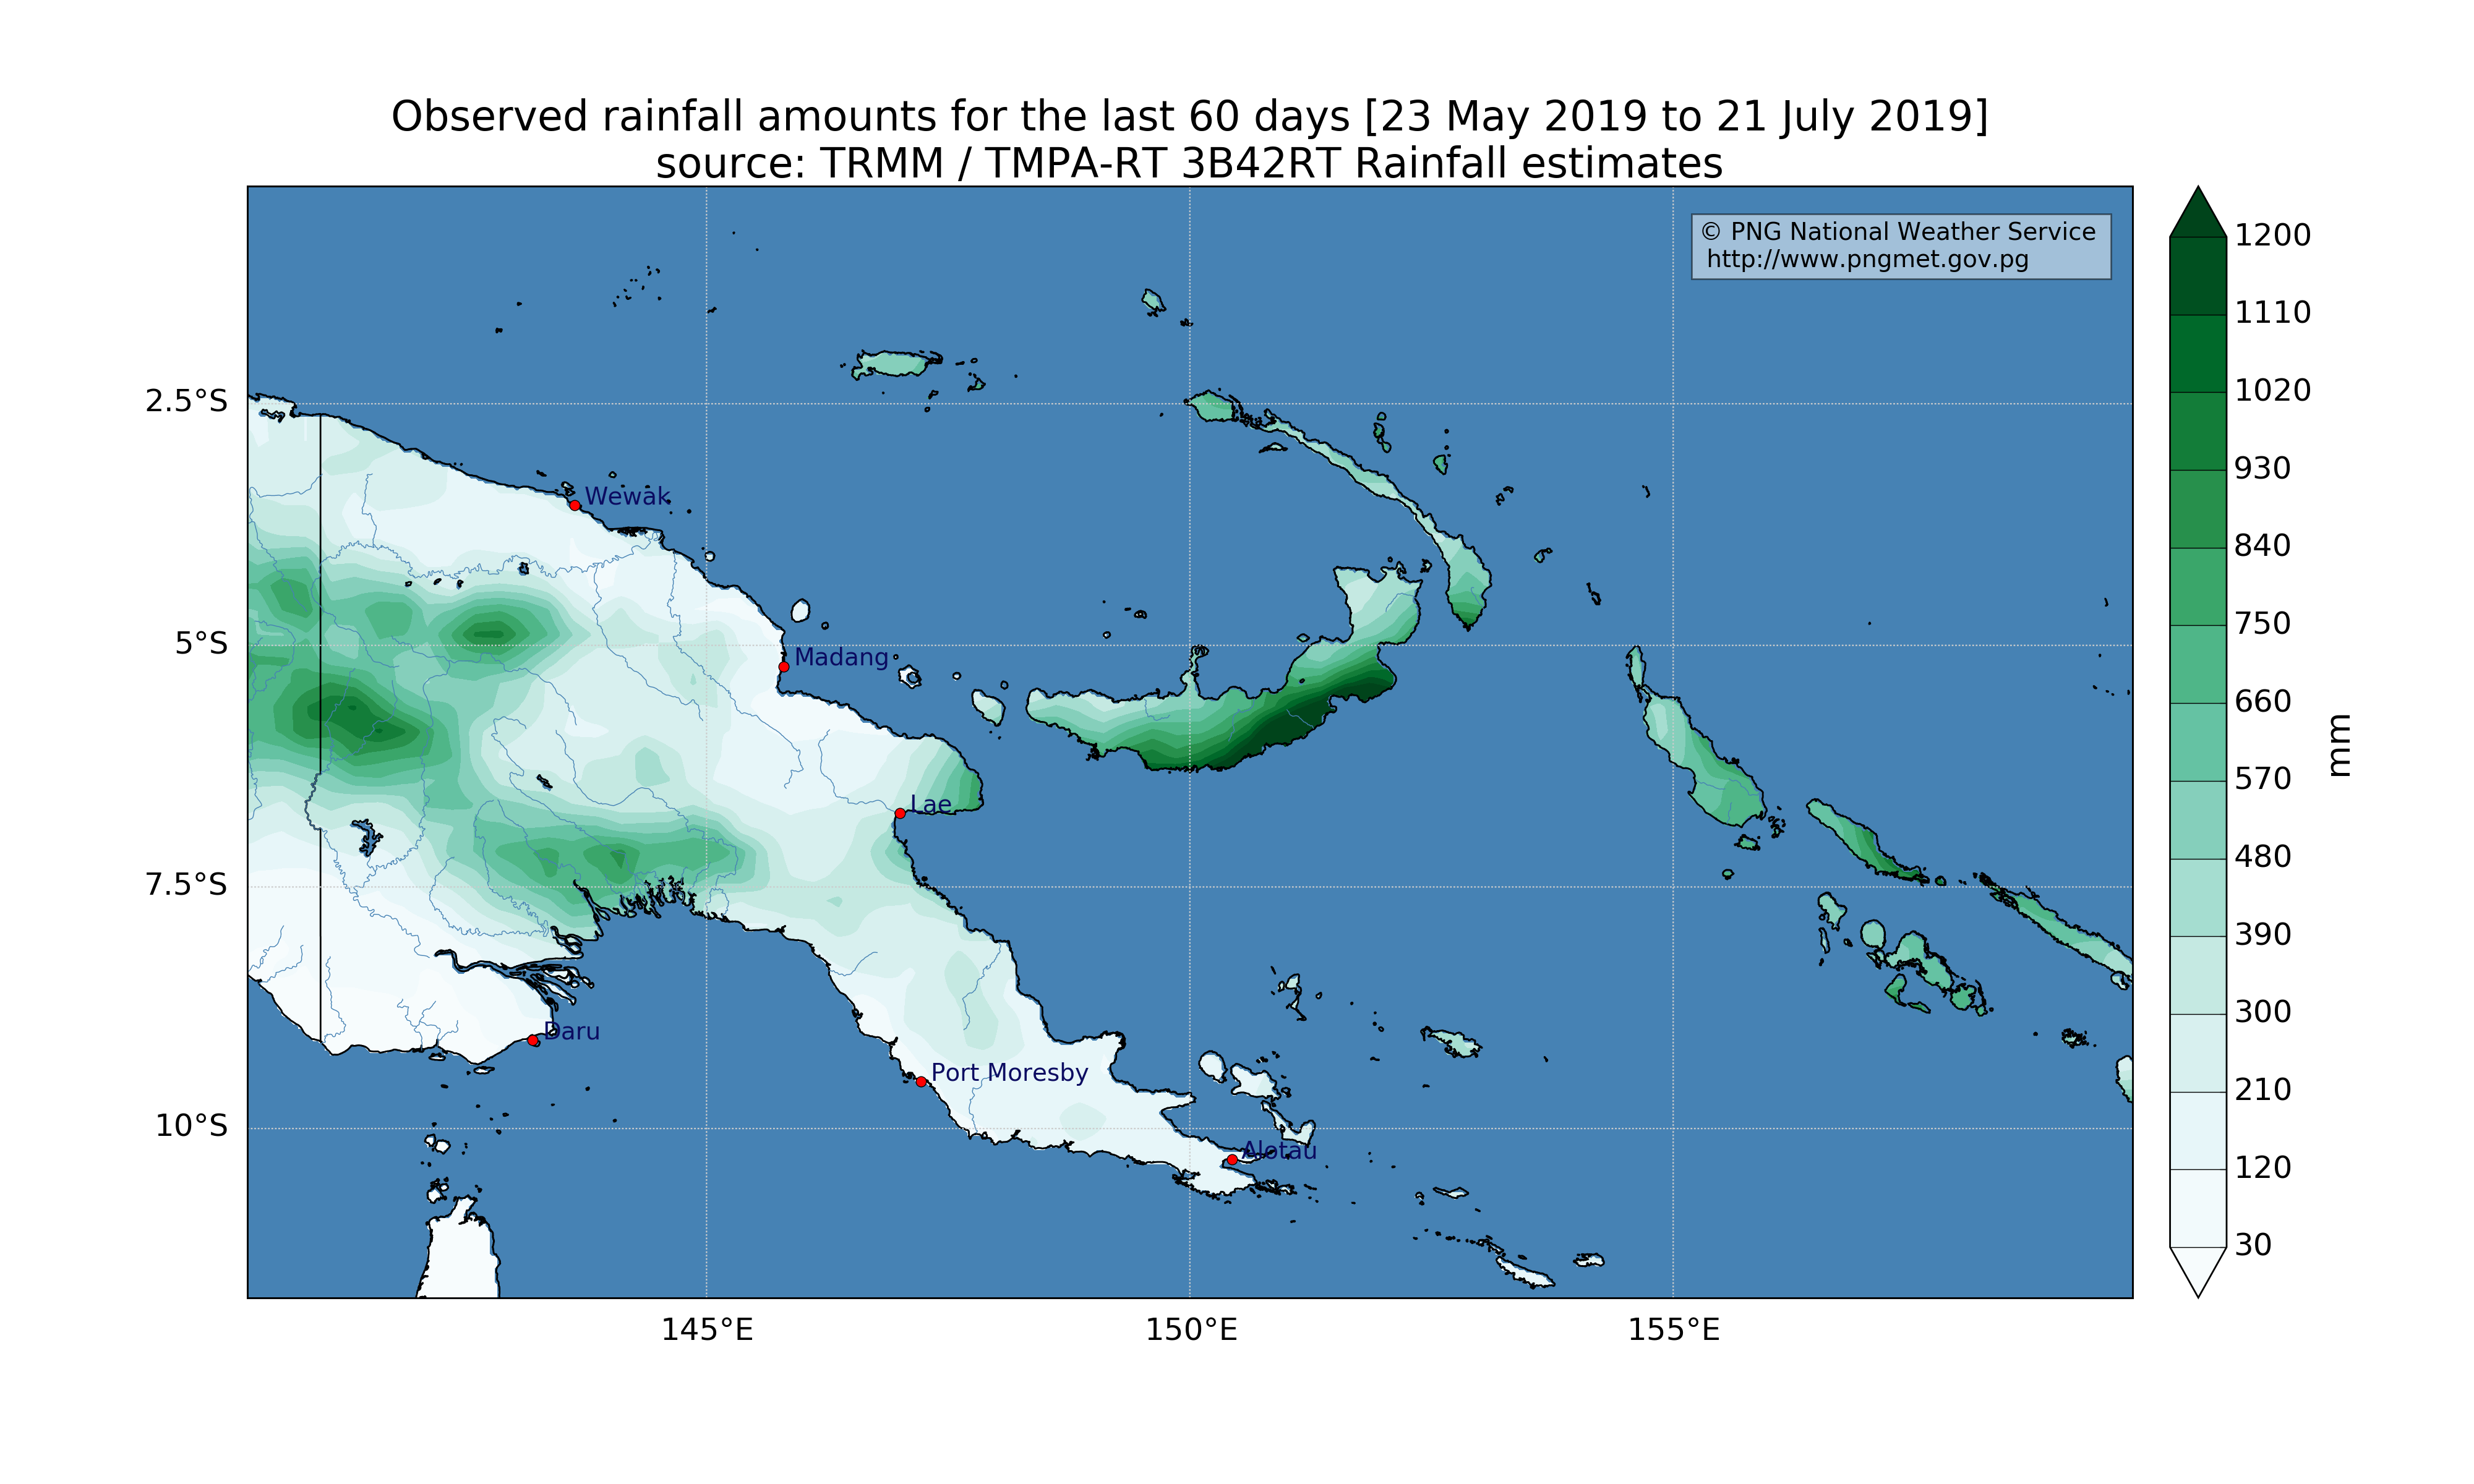 Observed rainfall amounts for the last 60 days [23 May 2019 to 21 July 2019]
source: TRMM / TMPA-RT 3B42RT Rainfall estimates
© PNG National Weather Service
http://www.pngmet.gov.pg
2.5°S
5°S
7.5°S
10°S
Wewak
Madang
Lae
Daru
Port Moresby
Alotau
145°E
150°E
155°E
1200
1110
1020
930
840
750
660
570
480
390
300
210
120
30
mm